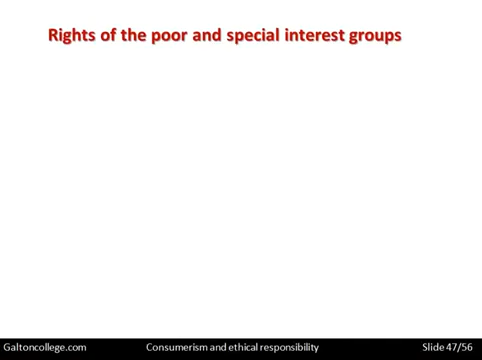 Rights of the poor and special interest groups
Galtoncollege.com Consumerism and ethical responsibility Slide 47/56